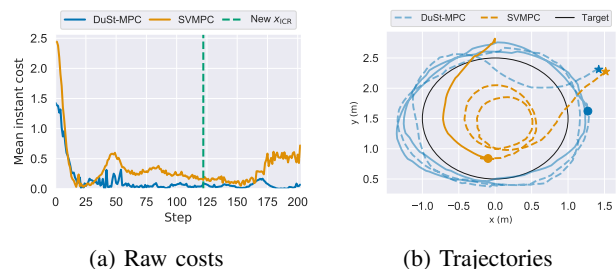 DuSt-MPC
SVMPC
New xICR
Mean instant cost
3.0
2.5
2.0
1.5
1.0
0.5
0.0
0 25 50 75 100 125 150 175 200
Step
DuSt-MPC SVMPC Target
y (m)
2.5
2.0
1.5
1.0
0.5
−1.0 −0.5 0.0 0.5 1.0 1.5
x (m)
(a) Raw costs
(b) Trajectories